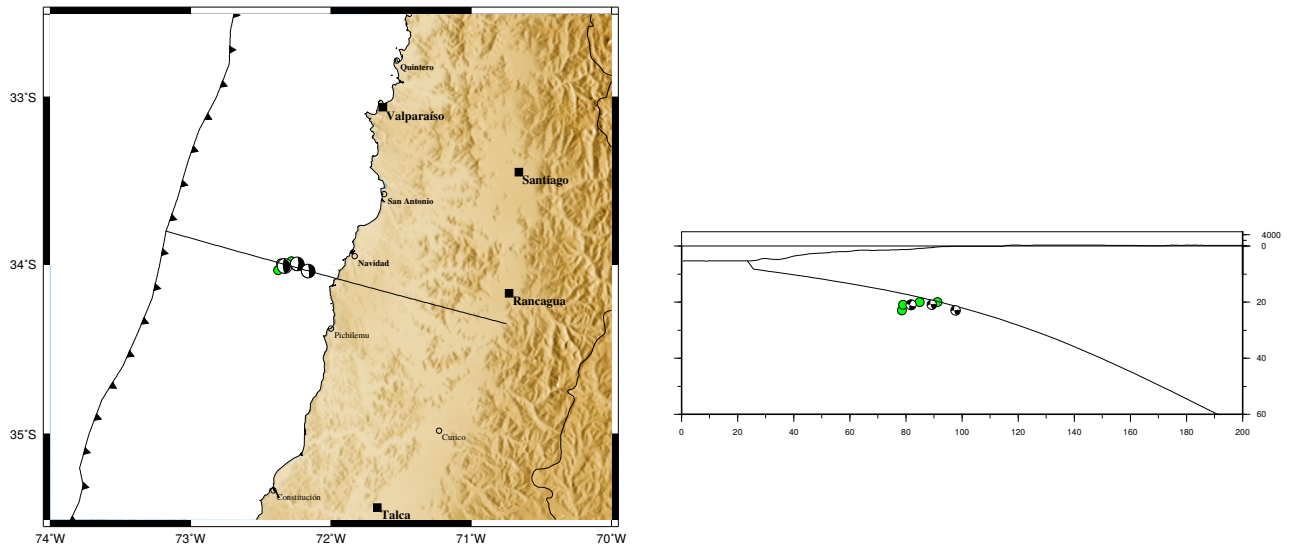 Quintero
33°S
Valparaíso
Santiago
San Antonio
Navidad
34°S
Rancagua
Pichilemu
35°S
Curico
Constitución
Talca
74°W
73°W
72°W
71°W
70°W
4000
0
20
40
60
0
20
40
60
80
100
120
140
160
180
200